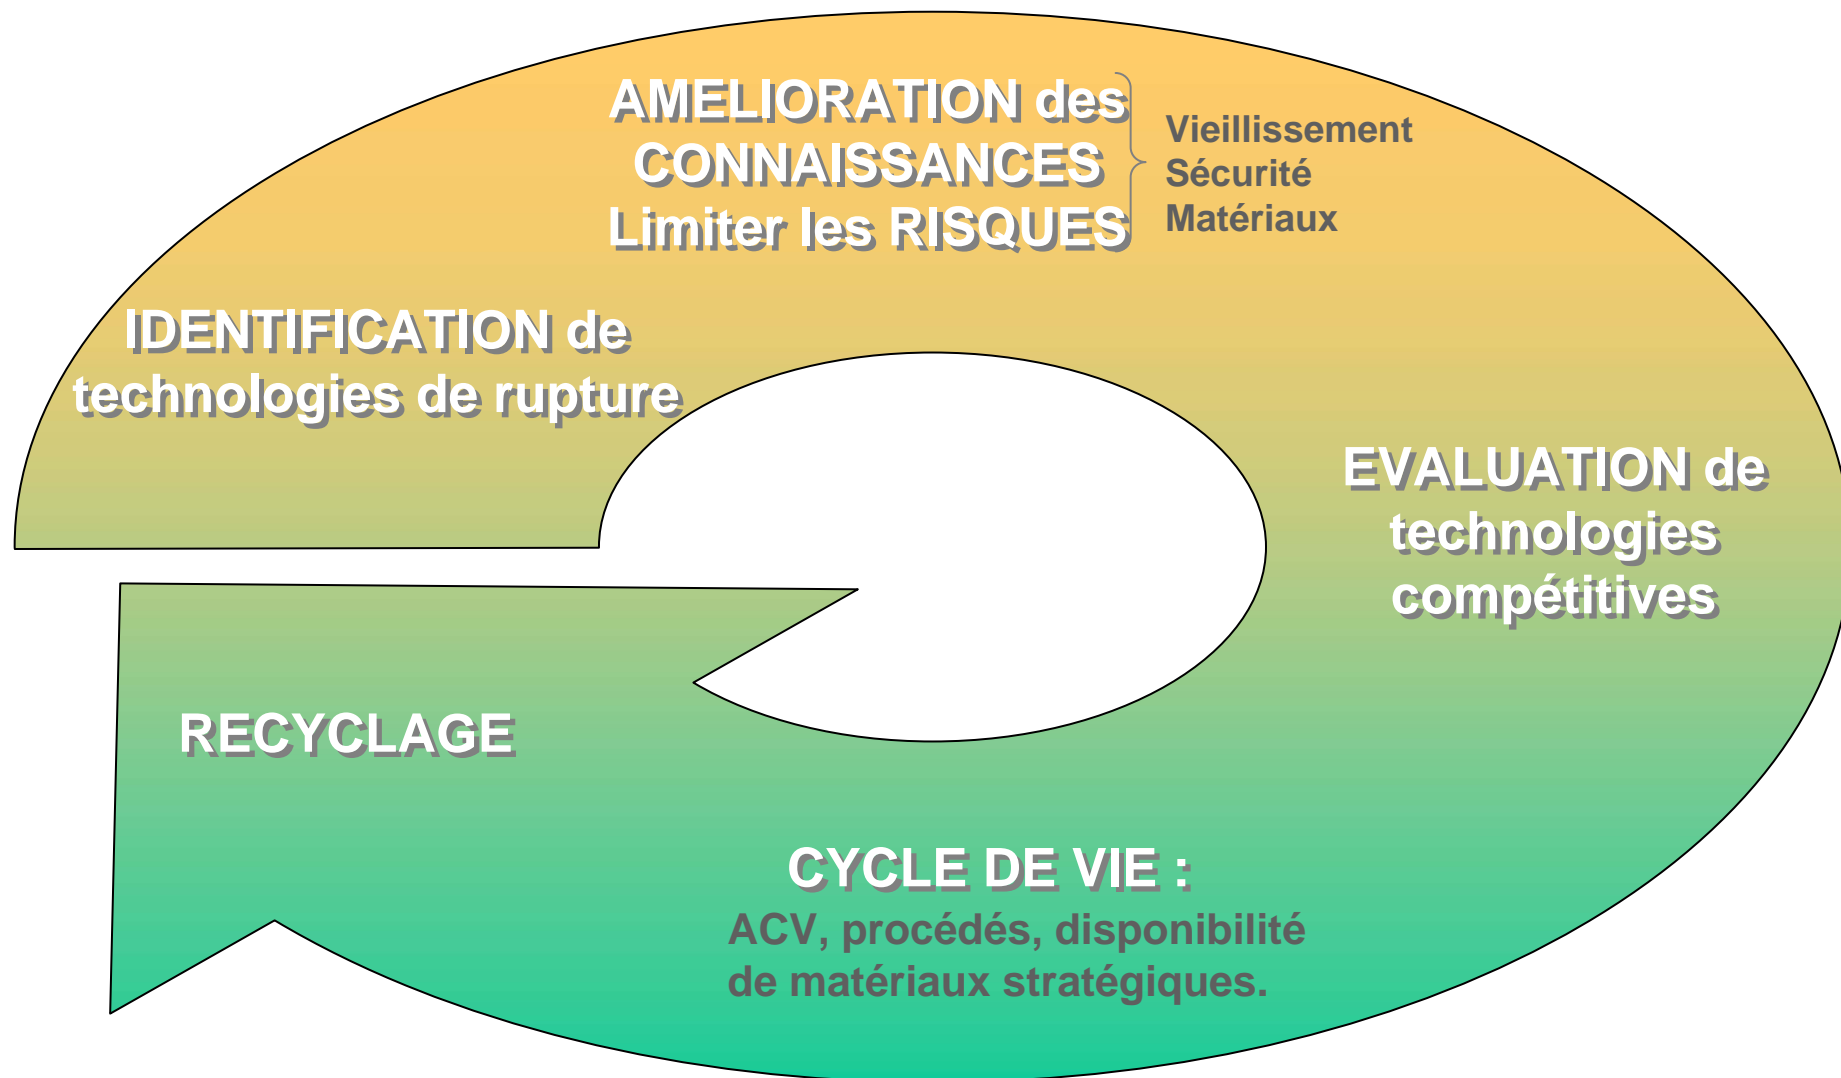 AMELIORATION des
CONNAISSANCES
Limiter les RISQUES
Vieillissement
Sécurité
Matériaux
IDENTIFICATION de
technologies de rupture
EVALUATION de
technologies
compétitives
RECYCLAGE
CYCLE DE VIE :
ACV, procédés, disponibilité
de matériaux stratégiques.